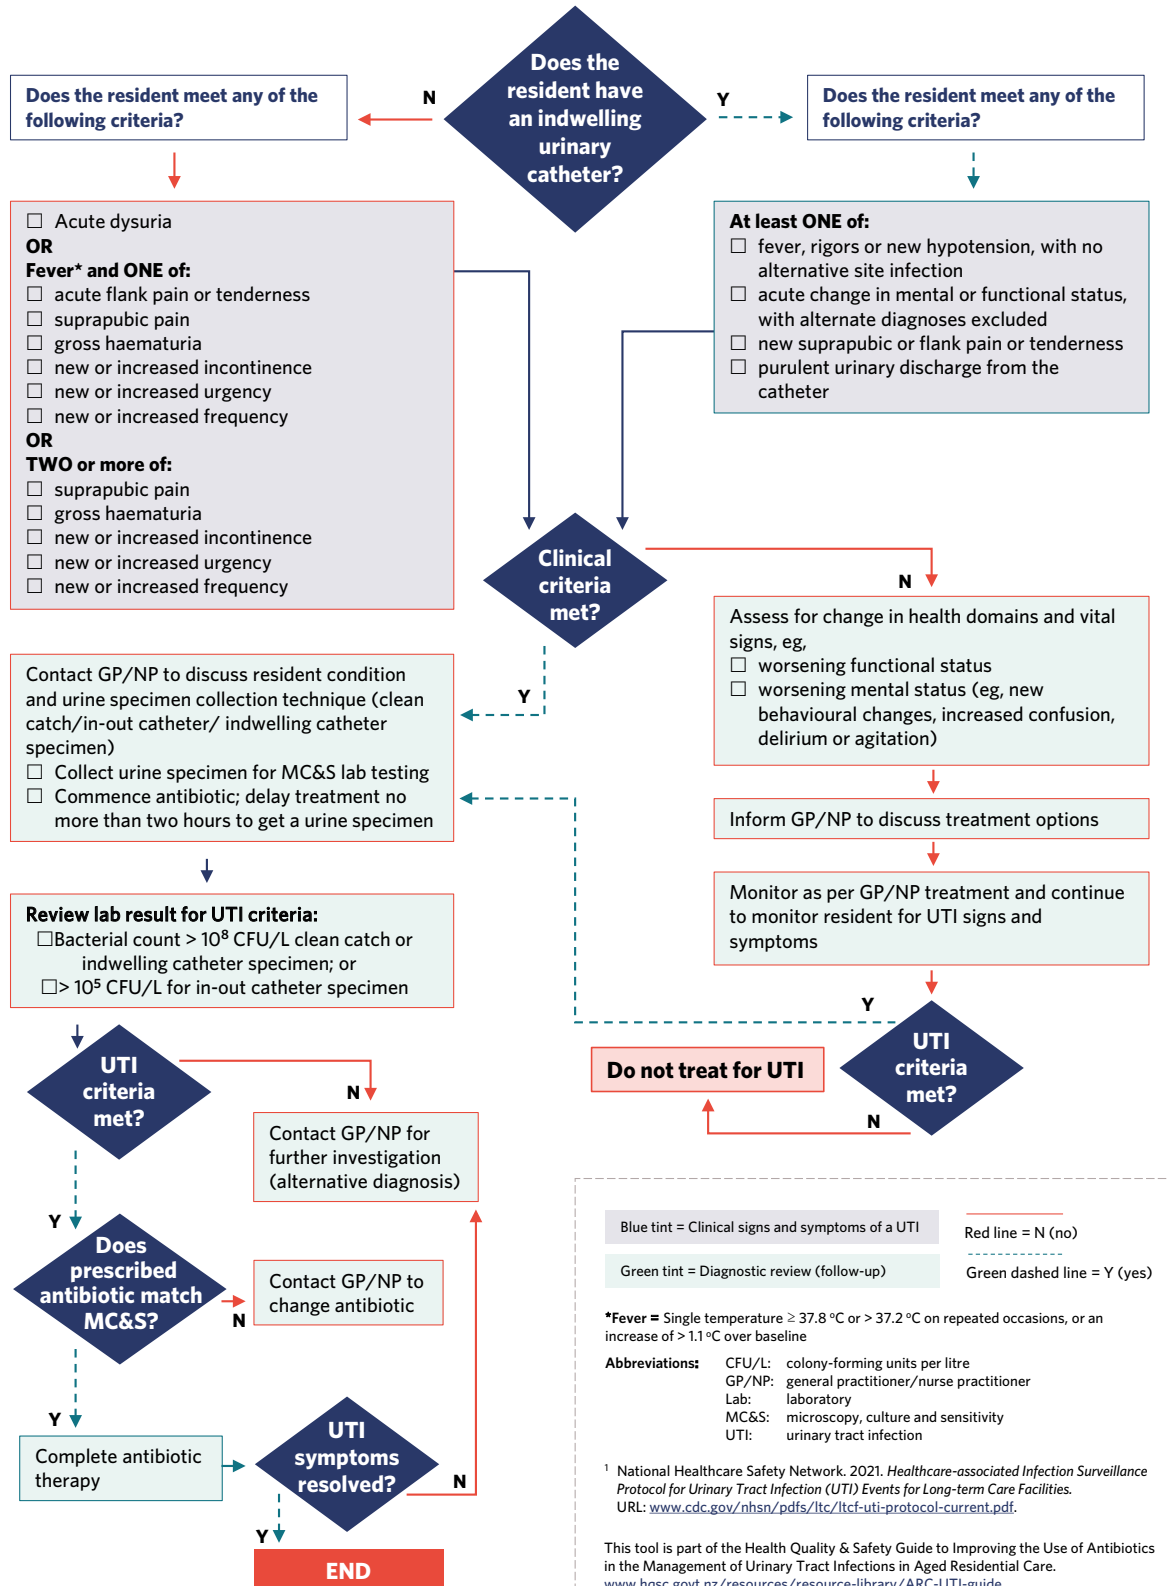 Does the
resident have
an indwelling
urinary
catheter?
N
Y
Does the resident meet any of the
following criteria?
Does the resident meet any of the
following criteria?
☐ Acute dysuria
OR
Fever* and ONE of:
☐ acute flank pain or tenderness
☐ suprapubic pain
☐ gross haematuria
☐ new or increased incontinence
☐ new or increased urgency
☐ new or increased frequency
OR
TWO or more of:
☐ suprapubic pain
☐ gross haematuria
☐ new or increased incontinence
☐ new or increased urgency
☐ new or increased frequency
At least ONE of:
☐ fever, rigors or new hypotension, with no
alternative site infection
☐ acute change in mental or functional status,
with alternate diagnoses excluded
☐ new suprapubic or flank pain or tenderness
☐ purulent urinary discharge from the
catheter
Clinical
criteria
met?
N
Y
Assess for change in health domains and vital
signs, eg,
☐ worsening functional status
☐ worsening mental status (eg, new
behavioural changes, increased confusion,
delirium or agitation)
Inform GP/NP to discuss treatment options
Monitor as per GP/NP treatment and continue
to monitor resident for UTI signs and
symptoms
Y
UTI
criteria
met?
N
Do not treat for UTI
Contact GP/NP to discuss resident condition
and urine specimen collection technique (clean
catch/in-out catheter/ indwelling catheter
specimen)
☐ Collect urine specimen for MC&S lab testing
☐ Commence antibiotic; delay treatment no
more than two hours to get a urine specimen
Review lab result for UTI criteria:
☐Bacterial count > 10⁸ CFU/L clean catch or
indwelling catheter specimen; or
☐> 10⁵ CFU/L for in-out catheter specimen
UTI
criteria
met?
N
Contact GP/NP for
further investigation
(alternative diagnosis)
Y
Does
prescribed
antibiotic match
MC&S?
N
Contact GP/NP to
change antibiotic
Y
Complete antibiotic
therapy
UTI
symptoms
resolved?
N
Y
END
Blue tint = Clinical signs and symptoms of a UTI
Red line = N (no)
Green tint = Diagnostic review (follow-up)
Green dashed line = Y (yes)
*Fever = Single temperature ≥ 37.8 °C or > 37.2 °C on repeated occasions, or an
increase of > 1.1 °C over baseline
Abbreviations: CFU/L: colony-forming units per litre
GP/NP: general practitioner/nurse practitioner
Lab: laboratory
MC&S: microscopy, culture and sensitivity
UTI: urinary tract infection
¹ National Healthcare Safety Network. 2021. Healthcare-associated Infection Surveillance
Protocol for Urinary Tract Infection (UTI) Events for Long-term Care Facilities.
URL: www.cdc.gov/nhsn/pdfs/ltc/ltcf-uti-protocol-current.pdf.
This tool is part of the Health Quality & Safety Guide to Improving the Use of Antibiotics
in the Management of Urinary Tract Infections in Aged Residential Care.
www.hqsc.govt.nz/resources/resource-library/ARC-UTI-guide